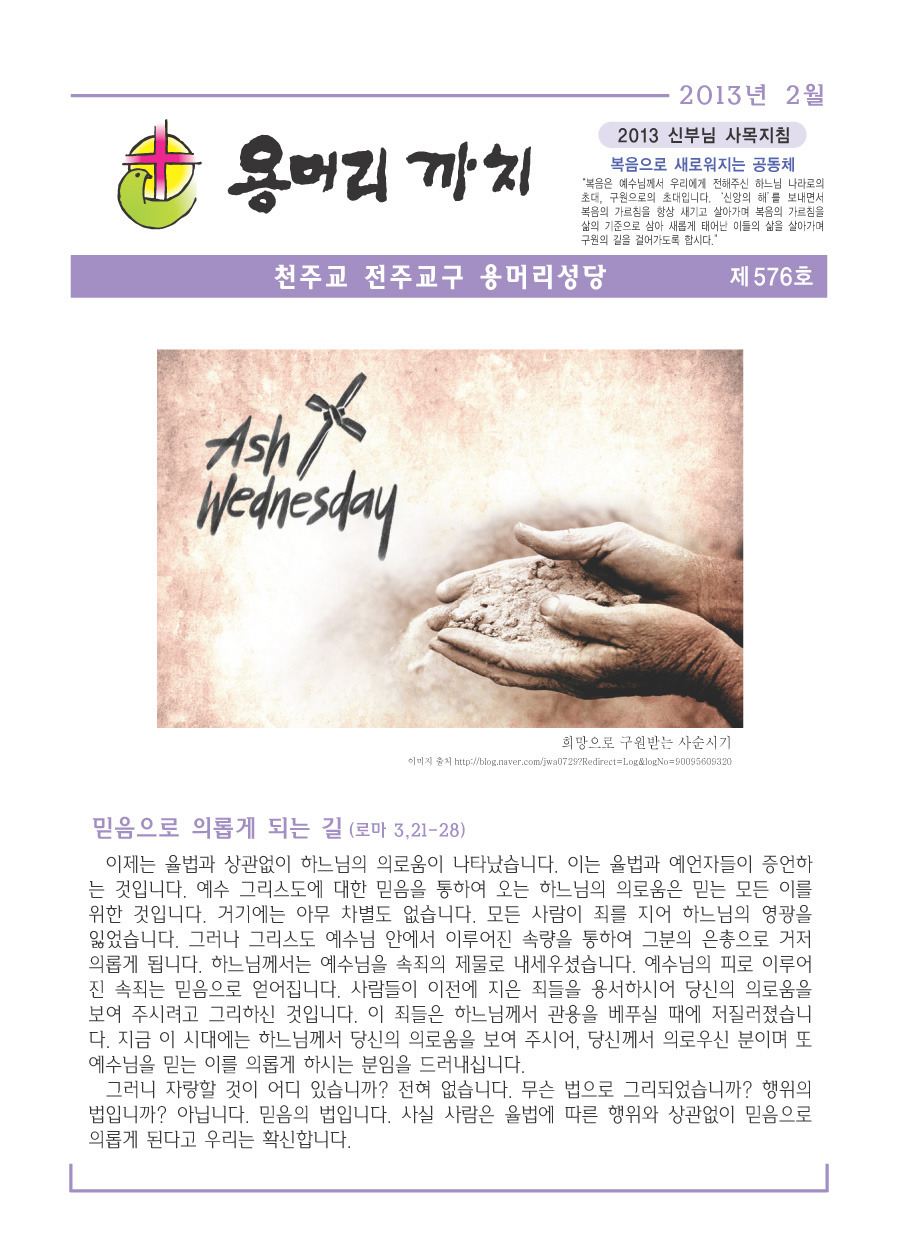 2013년 2월
용머리 까치
2013 신부님 사목지침
복음으로 새로워지는 공동체
"복음은 예수님께서 우리에게 전해주신 하느님 나라로의
초대, 구원으로의 초대입니다. '신앙의 해'를 보내면서
복음의 가르침을 항상 새기고 살아가며 복음의 가르침을
삶의 기준으로 삼아 새롭게 태어난 이들의 삶을 살아가며
구원의 길을 걸어가도록 합시다."
천주교 전주교구 용머리성당 제576호
Ash
Wednesday
희망으로 구원받는 사순시기
이미지 출처 http://blog.naver.com/jwa0729?Redirect=Log&logNo=90095609320
믿음으로 의롭게 되는 길 (로마 3,21-28)
이제는 율법과 상관없이 하느님의 의로움이 나타났습니다. 이는 율법과 예언자들이 증언하
는 것입니다. 예수 그리스도에 대한 믿음을 통하여 오는 하느님의 의로움은 믿는 모든 이를
위한 것입니다. 거기에는 아무 차별도 없습니다. 모든 사람이 죄를 지어 하느님의 영광을
잃었습니다. 그러나 그리스도 예수님 안에서 이루어진 속량을 통하여 그분의 은총으로 거저
의롭게 됩니다. 하느님께서는 예수님을 속죄의 제물로 내세우셨습니다. 예수님의 피로 이루어
진 속죄는 믿음으로 얻어집니다. 사람들이 이전에 지은 죄들을 용서하시어 당신의 의로움을
보여 주시려고 그리하신 것입니다. 이 죄들은 하느님께서 관용을 베푸실 때에 저질러졌습니
다. 지금 이 시대에는 하느님께서 당신의 의로움을 보여 주시어, 당신께서 의로우신 분이며 또
예수님을 믿는 이를 의롭게 하시는 분임을 드러내십니다.
그러니 자랑할 것이 어디 있습니까? 전혀 없습니다. 무슨 법으로 그리되었습니까? 행위의
법입니까? 아닙니다. 믿음의 법입니다. 사실 사람은 율법에 따른 행위와 상관없이 믿음으로
의롭게 된다고 우리는 확신합니다.